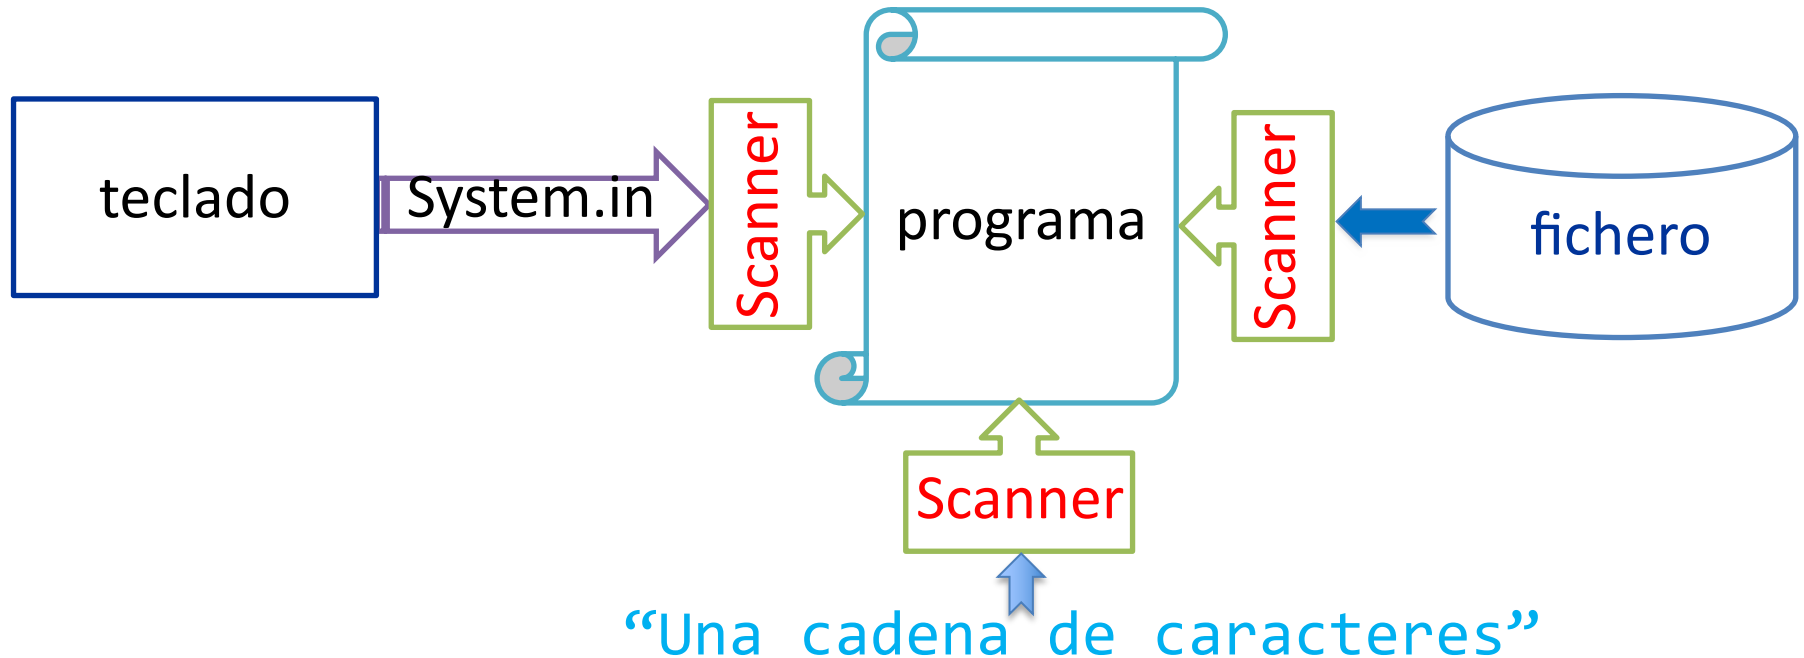 teclado
System.in
Scanner
programa
Scanner
fichero
Scanner
“Una cadena de caracteres”